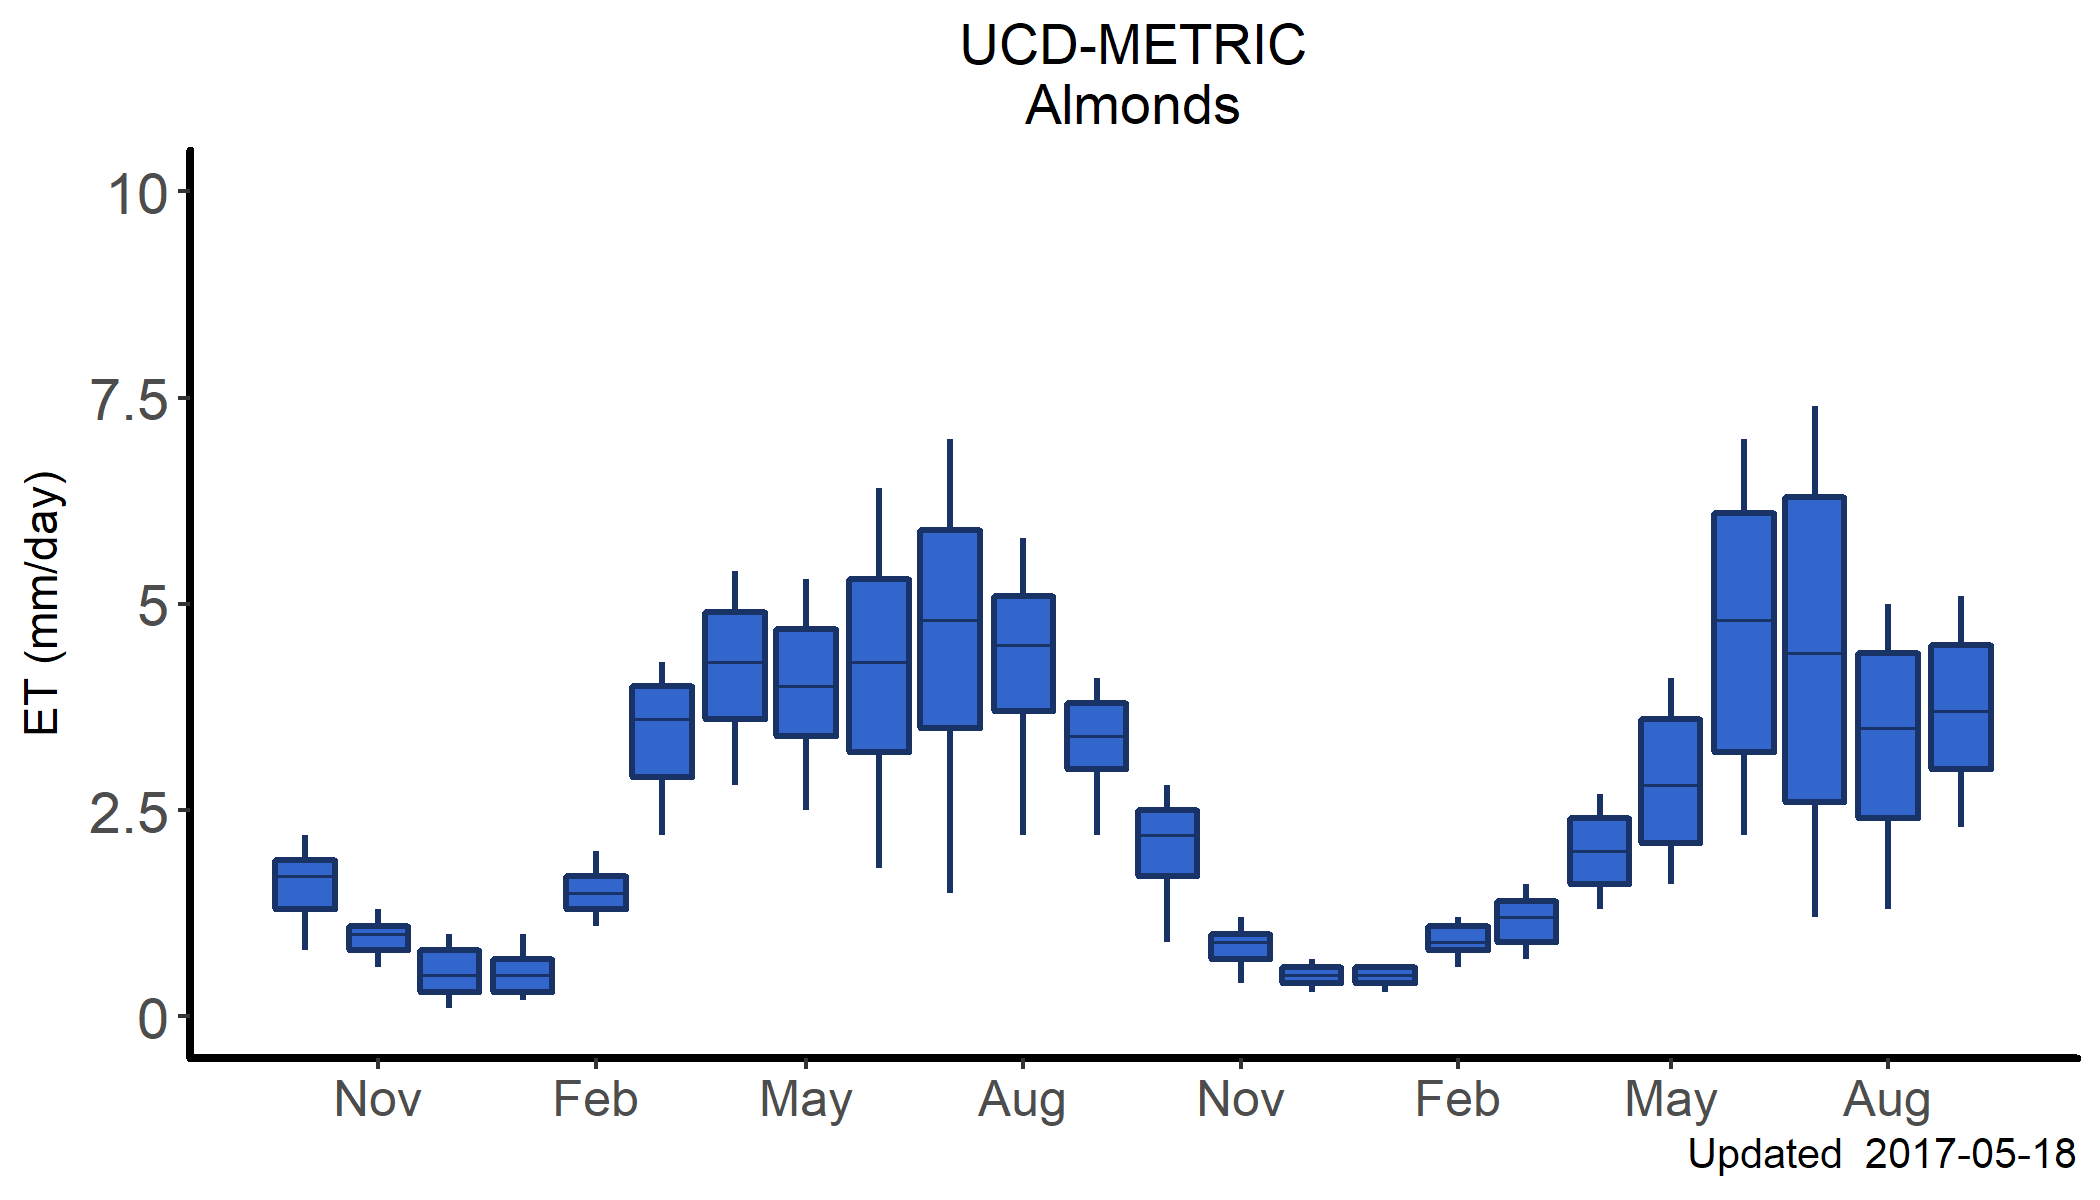 UCD-METRIC
Almonds
10
7.5
5
2.5
0
ET (mm/day)
Nov Feb May Aug Nov Feb May Aug
Updated 2017-05-18